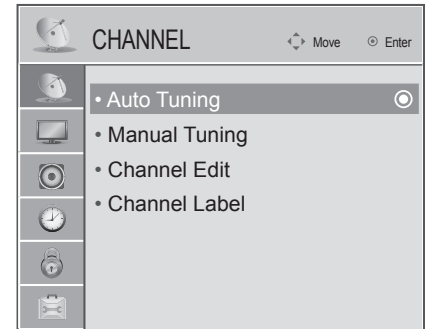 CHANNEL Move Enter
• Auto Tuning
• Manual Tuning
• Channel Edit
• Channel Label